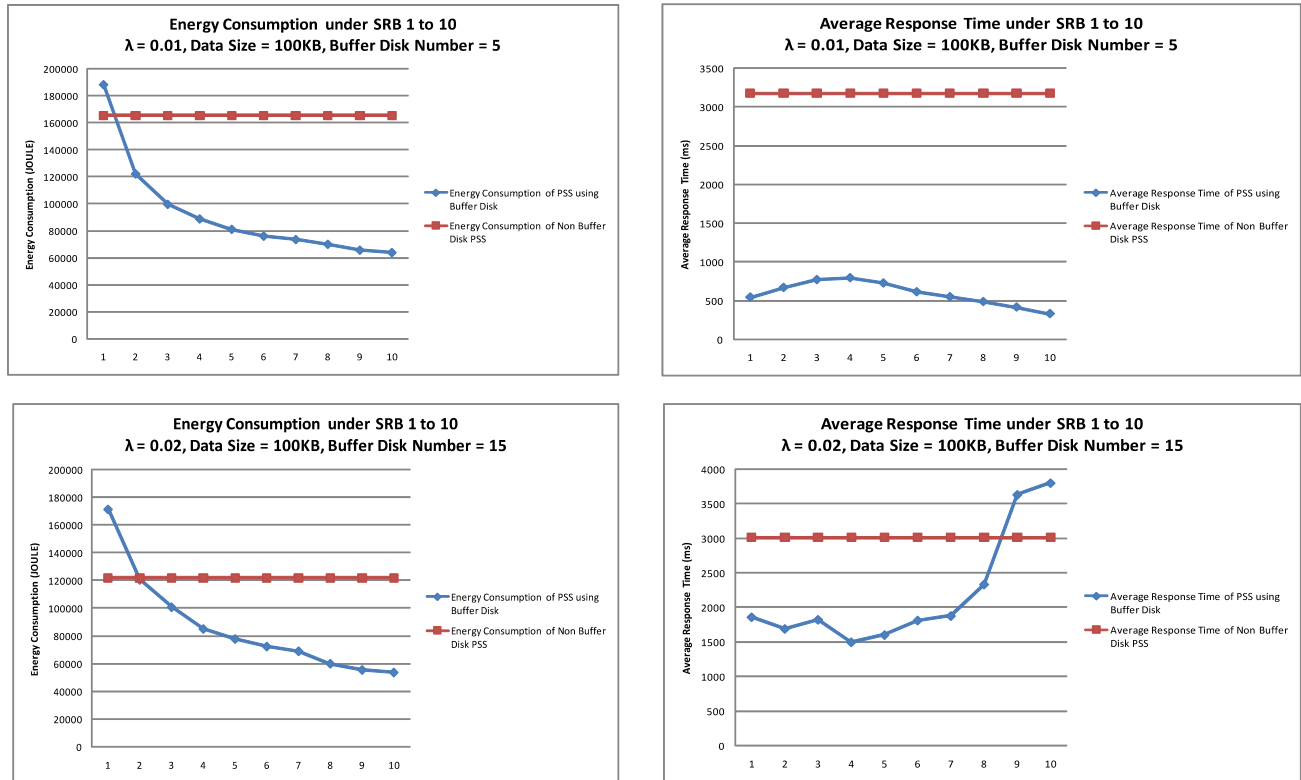 Energy Consumption under SRB 1 to 10
λ = 0.01, Data Size = 100KB, Buffer Disk Number = 5
Energy Consumption (JOULE)
200000
180000
160000
140000
120000
100000
80000
60000
40000
20000
0
1 2 3 4 5 6 7 8 9 10
Energy Consumption of PSS using
Buffer Disk
Energy Consumption of Non Buffer
Disk PSS
Average Response Time under SRB 1 to 10
λ = 0.01, Data Size = 100KB, Buffer Disk Number = 5
Average Response Time (ms)
3500
3000
2500
2000
1500
1000
500
0
1 2 3 4 5 6 7 8 9 10
Average Response Time of PSS using
Buffer Disk
Average Response Time of Non Buffer
Disk PSS
Energy Consumption under SRB 1 to 10
λ = 0.02, Data Size = 100KB, Buffer Disk Number = 15
Energy Consumption (JOULE)
200000
180000
160000
140000
120000
100000
80000
60000
40000
20000
0
1 2 3 4 5 6 7 8 9 10
Energy Consumption of PSS using
Buffer Disk
Energy Consumption of Non Buffer
Disk PSS
Average Response Time under SRB 1 to 10
λ = 0.02, Data Size = 100KB, Buffer Disk Number = 15
Average Response Time (ms)
4000
3500
3000
2500
2000
1500
1000
500
0
1 2 3 4 5 6 7 8 9 10
Average Response Time of PSS using
Buffer Disk
Average Response Time of Non Buffer
Disk PSS